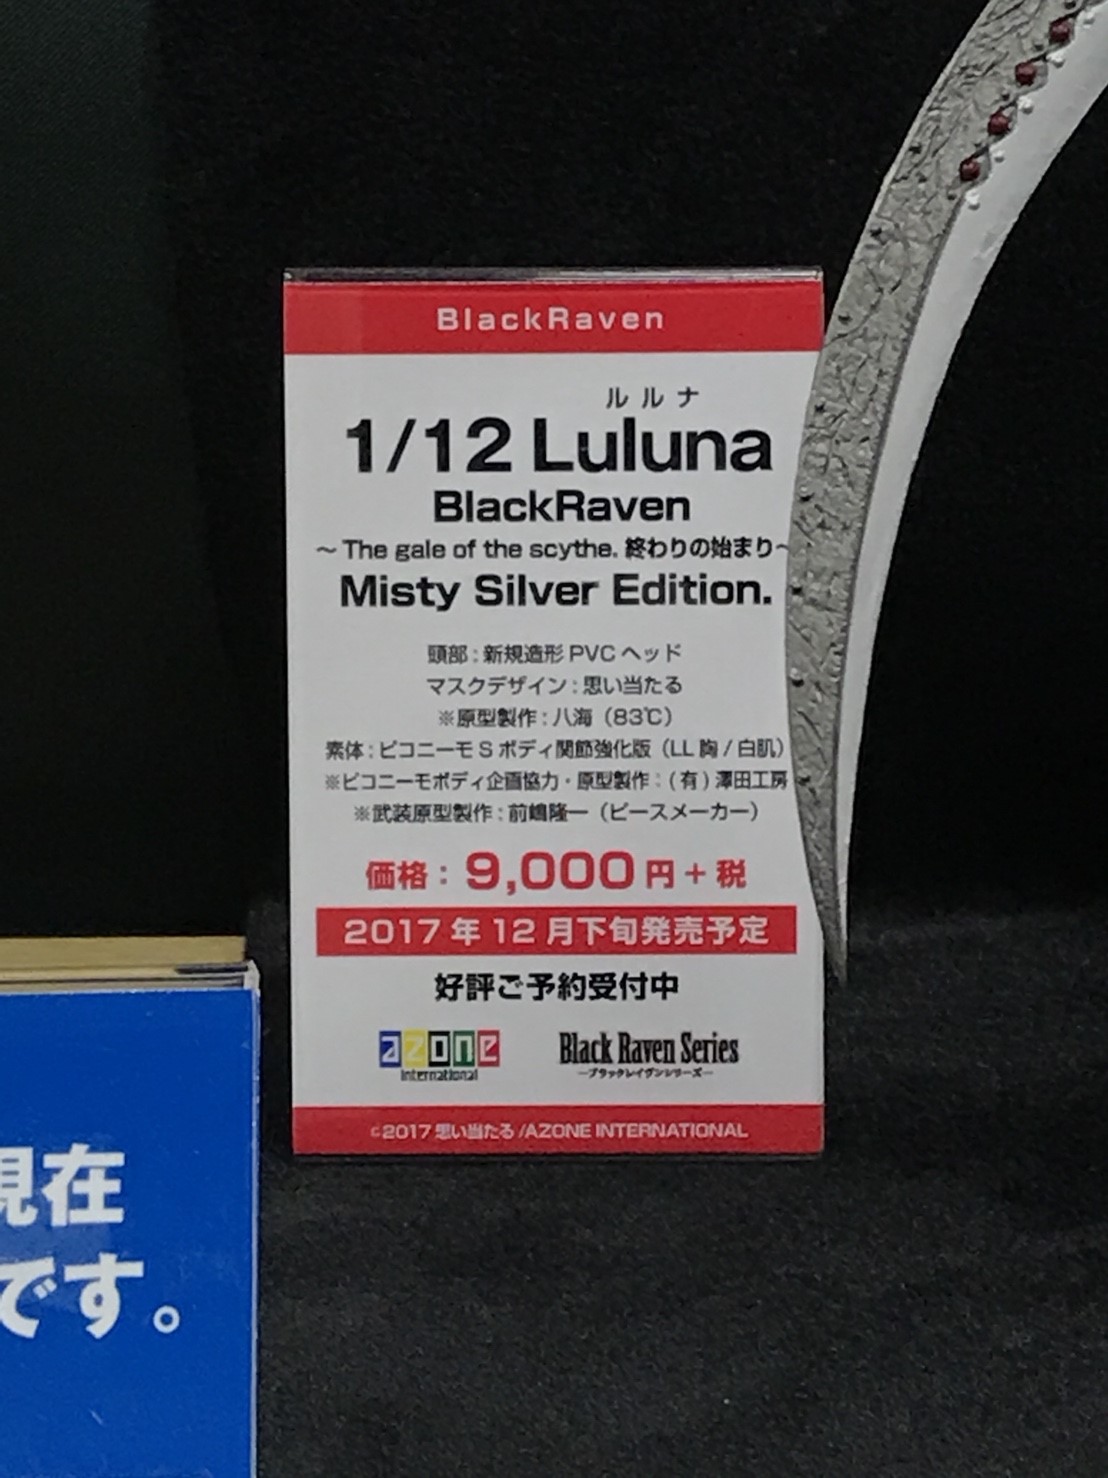 BlackRaven
ルルナ
1/12 Luluna
BlackRaven
～The gale of the scythe. 終わりの始まり～
Misty Silver Edition.
頭部：新規造形PVCヘッド
マスクデザイン：思い当たる
※原型製作：八海（83℃）
素体：ピコニーモSボディ関節強化版（LL胸/白肌）
※ピコニーモボディ企画協力・原型製作：(有)澤田工房
※武装原型製作：前嶋隆一（ピースメーカー）
価格：9,000円＋税
2017年12月下旬発売予定
好評ご予約受付中
azone
international
Black Raven Series
—ブラックレイヴンシリーズ—
©2017 思い当たる/AZONE INTERNATIONAL
現在
です。